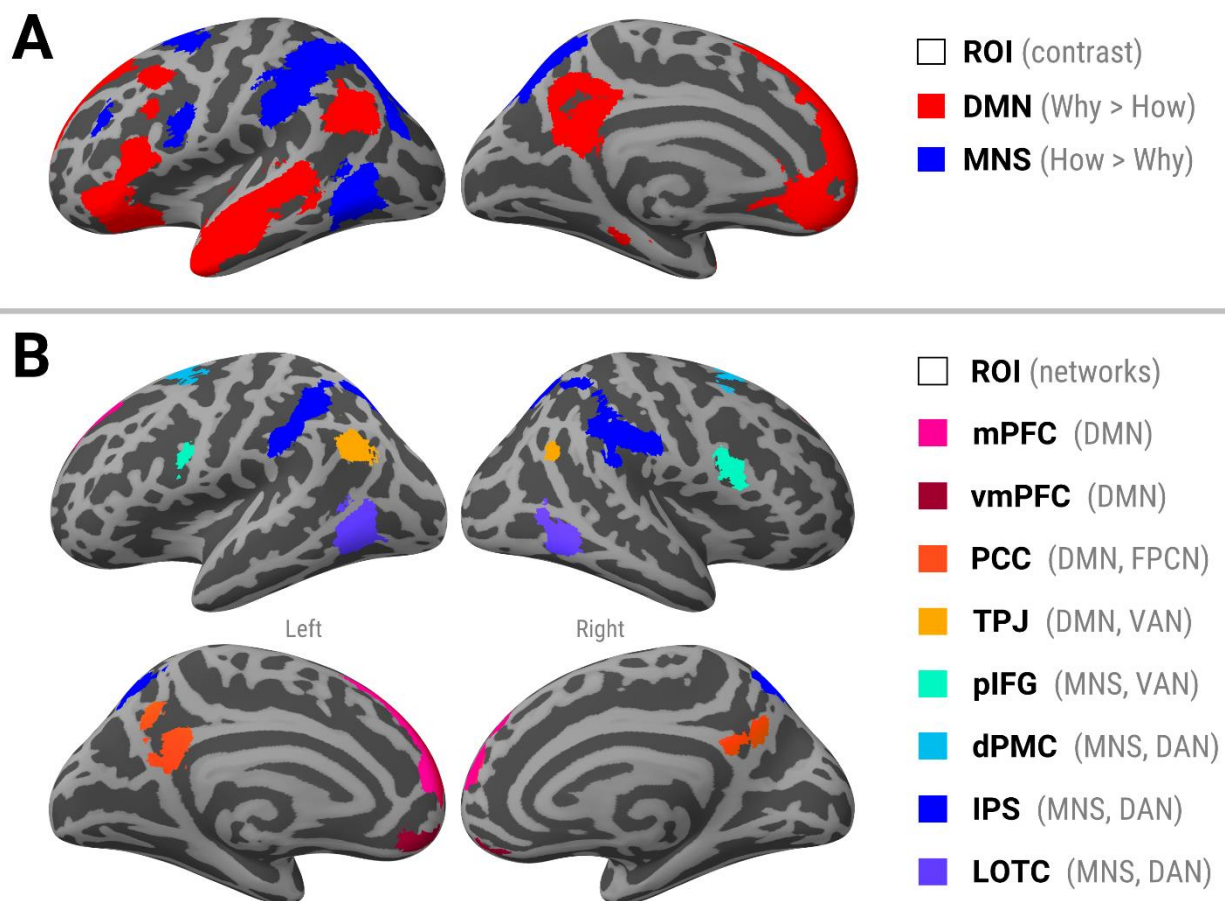 A
ROI (contrast)
DMN (Why > How)
MNS (How > Why)
B
ROI (networks)
mPFC (DMN)
vmPFC (DMN)
PCC (DMN, FPCN)
TPJ (DMN, VAN)
pIFG (MNS, VAN)
dPMC (MNS, DAN)
IPS (MNS, DAN)
LOTC (MNS, DAN)
Left
Right